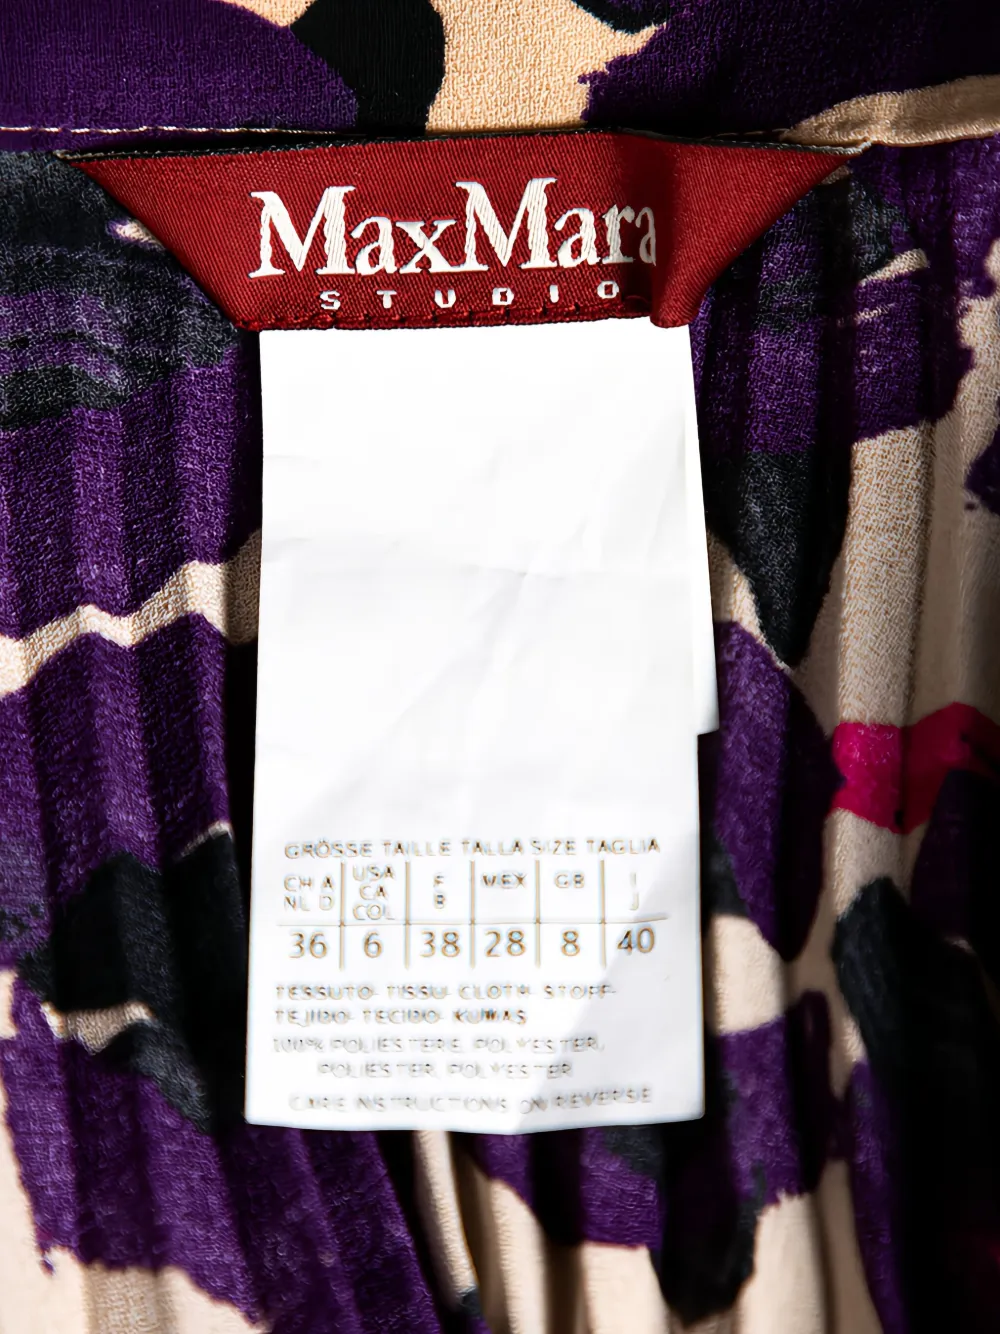 MaxMara
STUDIO
GRÖSSE TAILLE TALLA SIZE TAGLIA
CH A USA F MEX GB I
NL D CA B J
COL
36 6 38 28 8 40
TESSUTO- TISSU- CLOTH- STOFF-
TEJIDO- TECIDO- KUMAS
100% POLIESTERE, POLYESTER,
POLIESTER, POLYESTER
CARE INSTRUCTIONS ON REVERSE